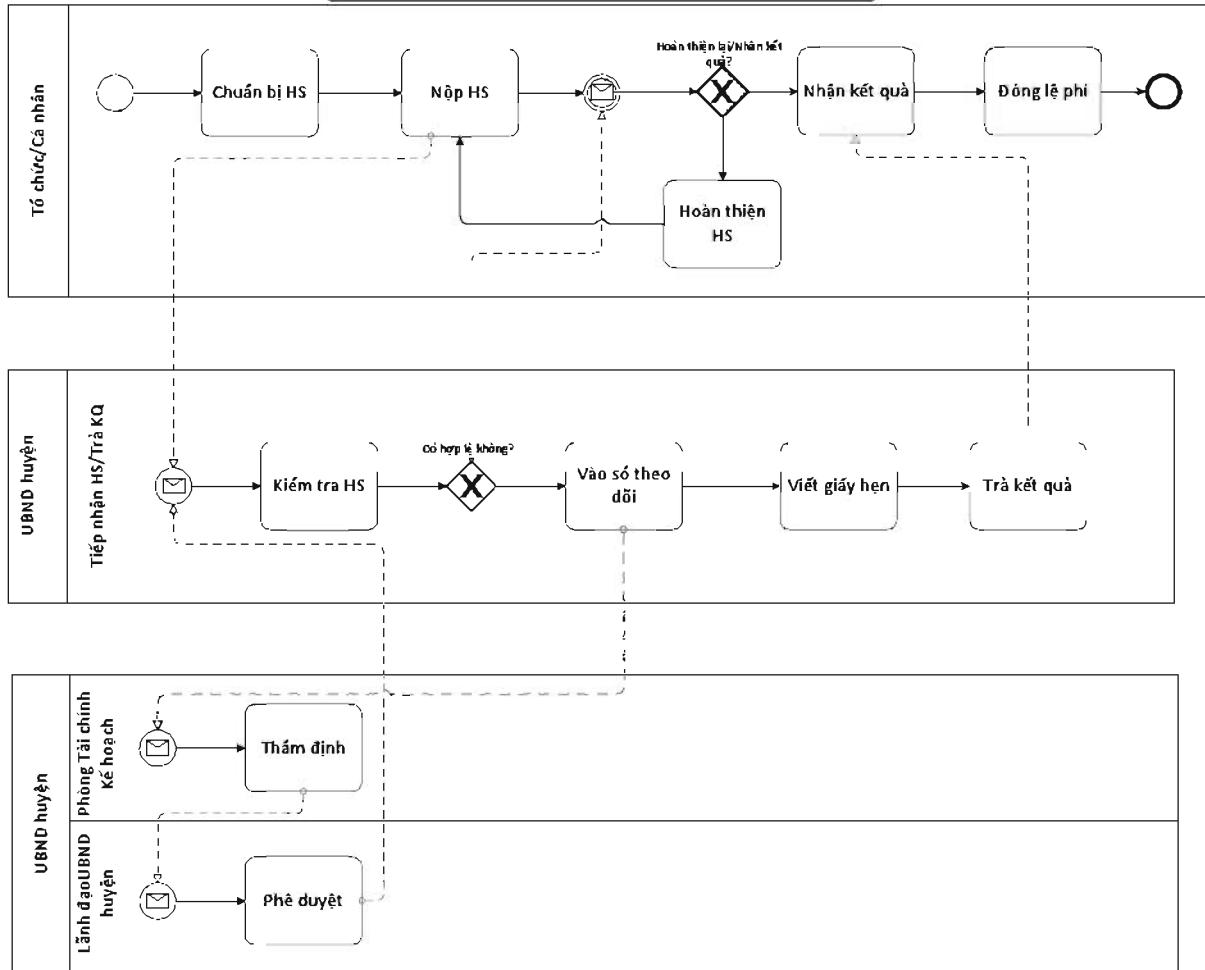 Tổ chức/Cá nhân
Chuẩn bị HS
Nộp HS
Hoàn thiện lại/Nhận kết
quả?
X
Nhận kết quả
Đóng lệ phí
Hoàn thiện
HS
UBND huyện
Tiếp nhận HS/Trả KQ
Kiểm tra HS
Có hợp lệ không?
X
Vào sổ theo
dõi
Viết giấy hẹn
Trả kết quả
UBND huyện
Phòng Tài chính
Kế hoạch
Thẩm định
Lãnh đạoUBND
huyện
Phê duyệt